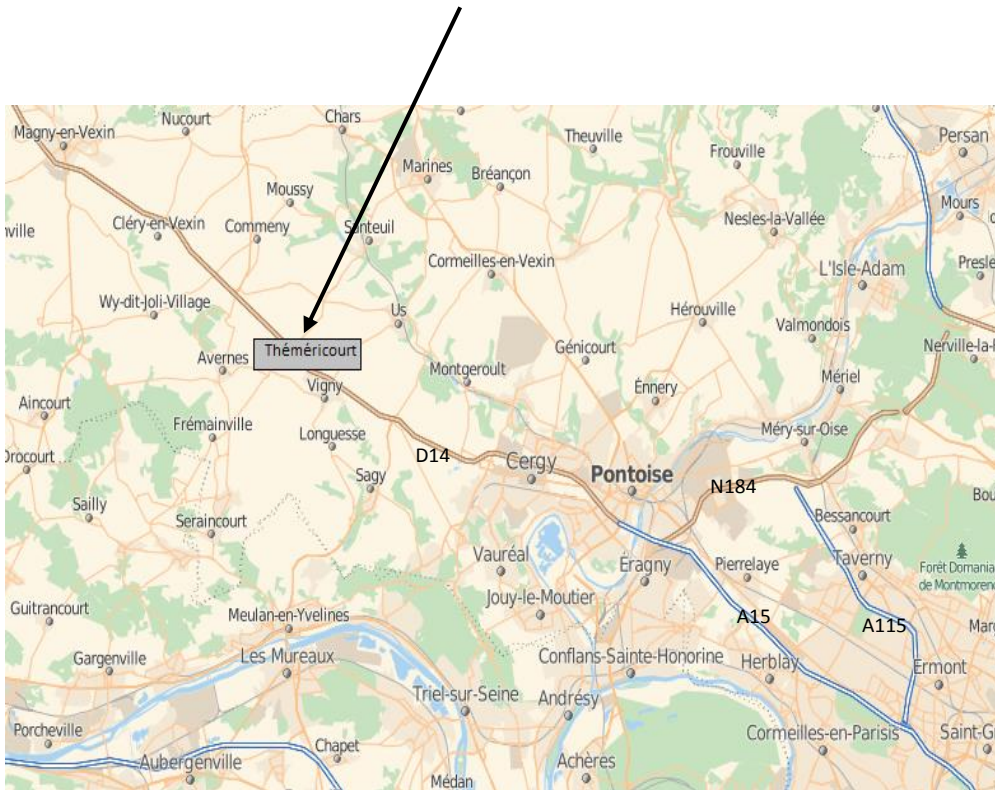 Nucourt
Chars
Magny-en-Vexin
Theuville
Persan
Frouville
Marines
Bréançon
Moussy
Mours
Cléry-en-Vexin
Commeny
Santeuil
Nesles-la-Vallée
ville
Cormeilles-en-Vexin
L'Isle-Adam
Presle
Wy-dit-Joli-Village
Us
Hérouville
Valmondois
Théméricourt
Avernes
Génicourt
Nerville-la-F
Vigny
Montgeroult
Ennery
Mériel
Aincourt
Frémainville
Longuesse
Méry-sur-Oise
D14
Cergy
Drocourt
Pontoise
Sagy
N184
Sailly
Bou
Seraincourt
Bessancourt
Vauréal
Éragny
Pierrelaye
Taverny
Forêt Domania
de Montmorenc
Guitrancourt
Meulan-en-Yvelines
Jouy-le-Moutier
A15
A115
Marg
Gargenville
Les Mureaux
Conflans-Sainte-Honorine
Herblay
Ermont
Triel-sur-Seine
Andrésy
Porcheville
Chapet
Cormeilles-en-Parisis
Saint-G
Aubergenville
Achères
Médan